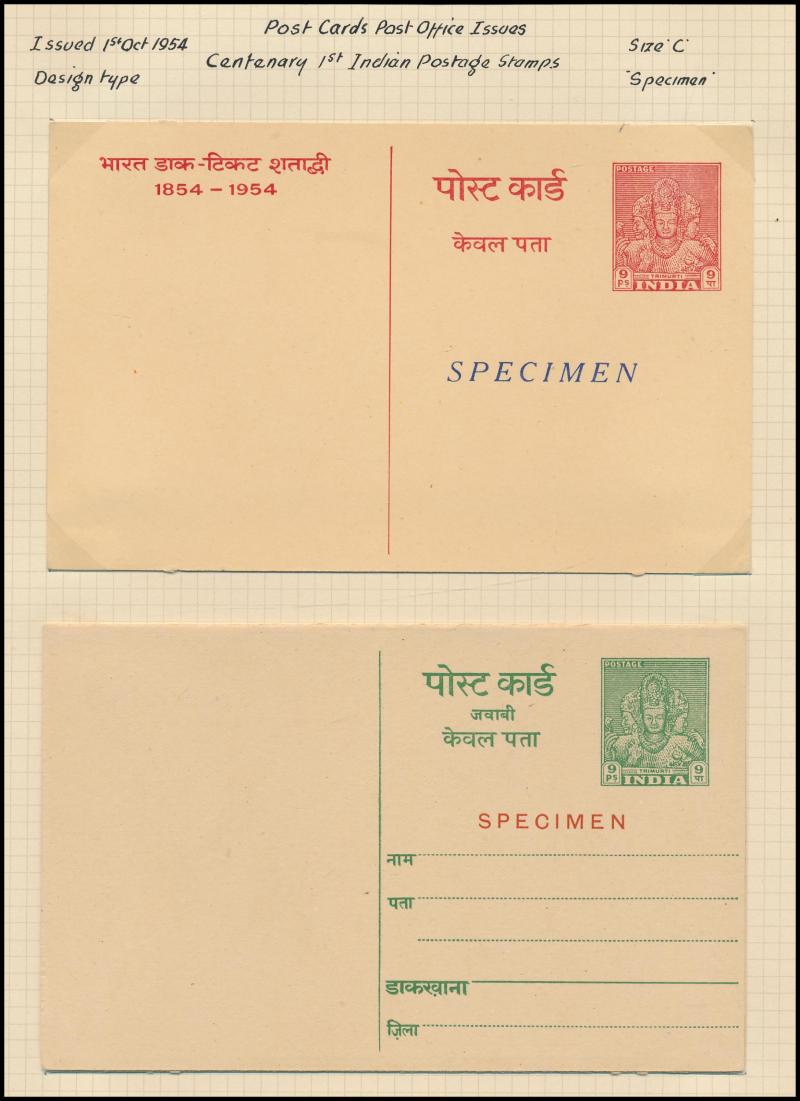 Post Cards Post Office Issues
Issued 1st Oct 1954
Size "C"
Centenary 1st Indian Postage Stamps
Design type
"Specimen"
भारत डाक-टिकट शताद्बी
1854 – 1954
पोस्ट कार्ड
केवल पता
POSTAGE
TRIMURTI
9 PS INDIA 9 पा
SPECIMEN
पोस्ट कार्ड
जवाबी
केवल पता
POSTAGE
TRIMURTI
9 PS INDIA 9 पा
SPECIMEN
नाम
पता
डाकखाना
ज़िला